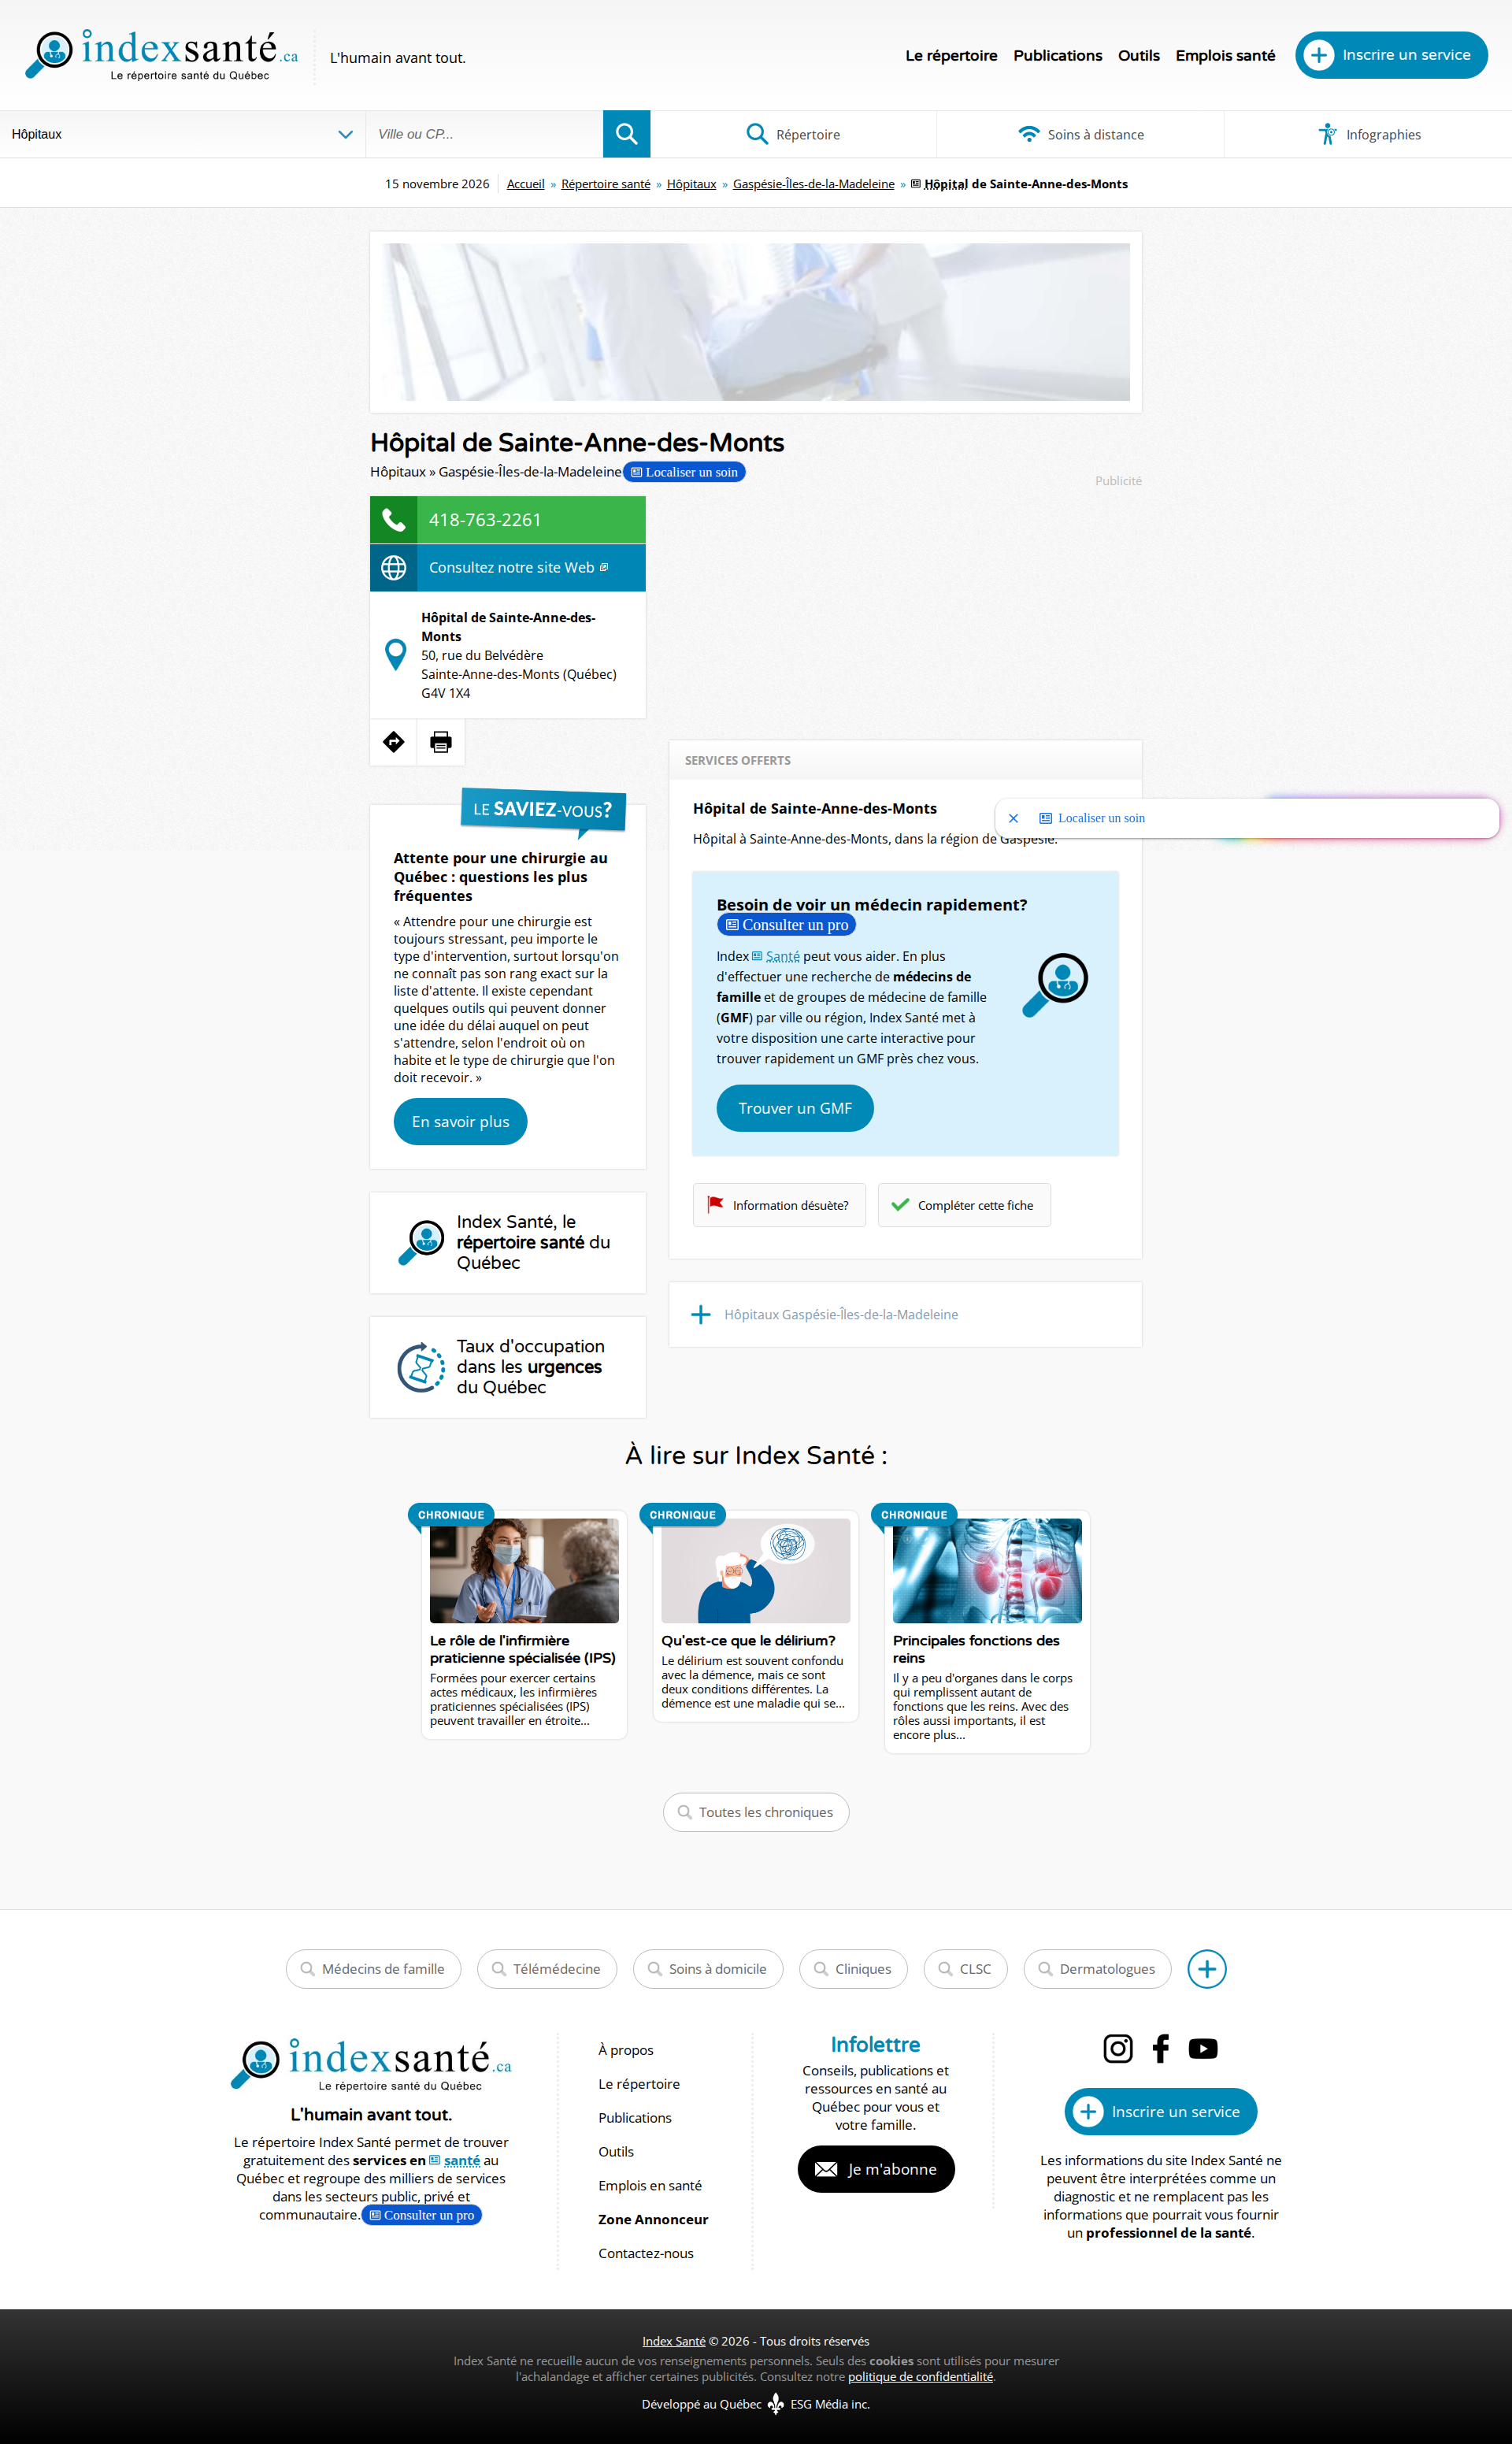 indexsanté.ca
Le répertoire santé du Québec
L'humain avant tout.
Le répertoire
Publications
Outils
Emplois santé
Inscrire un service
Hôpitaux
Ville ou CP...
Répertoire
Soins à distance
Infographies
15 novembre 2026
Accueil » Répertoire santé » Hôpitaux » Gaspésie-Îles-de-la-Madeleine » Hôpital de Sainte-Anne-des-Monts
Hôpital de Sainte-Anne-des-Monts
Hôpitaux » Gaspésie-Îles-de-la-Madeleine Localiser un soin
Publicité
418-763-2261
Consultez notre site Web
Hôpital de Sainte-Anne-des-
Monts
50, rue du Belvédère
Sainte-Anne-des-Monts (Québec)
G4V 1X4
LE SAVIEZ-VOUS?
Attente pour une chirurgie au
Québec : questions les plus
fréquentes
« Attendre pour une chirurgie est
toujours stressant, peu importe le
type d'intervention, surtout lorsqu'on
ne connaît pas son rang exact sur la
liste d'attente. Il existe cependant
quelques outils qui peuvent donner
une idée du délai auquel on peut
s'attendre, selon l'endroit où on
habite et le type de chirurgie que l'on
doit recevoir. »
En savoir plus
Index Santé, le
répertoire santé du
Québec
Taux d'occupation
dans les urgences
du Québec
SERVICES OFFERTS
Hôpital de Sainte-Anne-des-Monts
Localiser un soin
Hôpital à Sainte-Anne-des-Monts, dans la région de Gaspésie.
Besoin de voir un médecin rapidement?
Consulter un pro
Index Santé peut vous aider. En plus
d'effectuer une recherche de médecins de
famille et de groupes de médecine de famille
(GMF) par ville ou région, Index Santé met à
votre disposition une carte interactive pour
trouver rapidement un GMF près chez vous.
Trouver un GMF
Information désuète?
Compléter cette fiche
Hôpitaux Gaspésie-Îles-de-la-Madeleine
À lire sur Index Santé :
CHRONIQUE
Le rôle de l'infirmière
praticienne spécialisée (IPS)
Formées pour exercer certains
actes médicaux, les infirmières
praticiennes spécialisées (IPS)
peuvent travailler en étroite...
CHRONIQUE
Qu'est-ce que le délirium?
Le délirium est souvent confondu
avec la démence, mais ce sont
deux conditions différentes. La
démence est une maladie qui se...
CHRONIQUE
Principales fonctions des
reins
Il y a peu d'organes dans le corps
qui remplissent autant de
fonctions que les reins. Avec des
rôles aussi importants, il est
encore plus...
Toutes les chroniques
Médecins de famille
Télémédecine
Soins à domicile
Cliniques
CLSC
Dermatologues
indexsanté.ca
Le répertoire santé du Québec
L'humain avant tout.
Le répertoire Index Santé permet de trouver
gratuitement des services en santé au
Québec et regroupe des milliers de services
dans les secteurs public, privé et
communautaire. Consulter un pro
À propos
Le répertoire
Publications
Outils
Emplois en santé
Zone Annonceur
Contactez-nous
Infolettre
Conseils, publications et
ressources en santé au
Québec pour vous et
votre famille.
Je m'abonne
Inscrire un service
Les informations du site Index Santé ne
peuvent être interprétées comme un
diagnostic et ne remplacent pas les
informations que pourrait vous fournir
un professionnel de la santé.
Index Santé © 2026 - Tous droits réservés
Index Santé ne recueille aucun de vos renseignements personnels. Seuls des cookies sont utilisés pour mesurer
l'achalandage et afficher certaines publicités. Consultez notre politique de confidentialité.
Développé au Québec ESG Média inc.